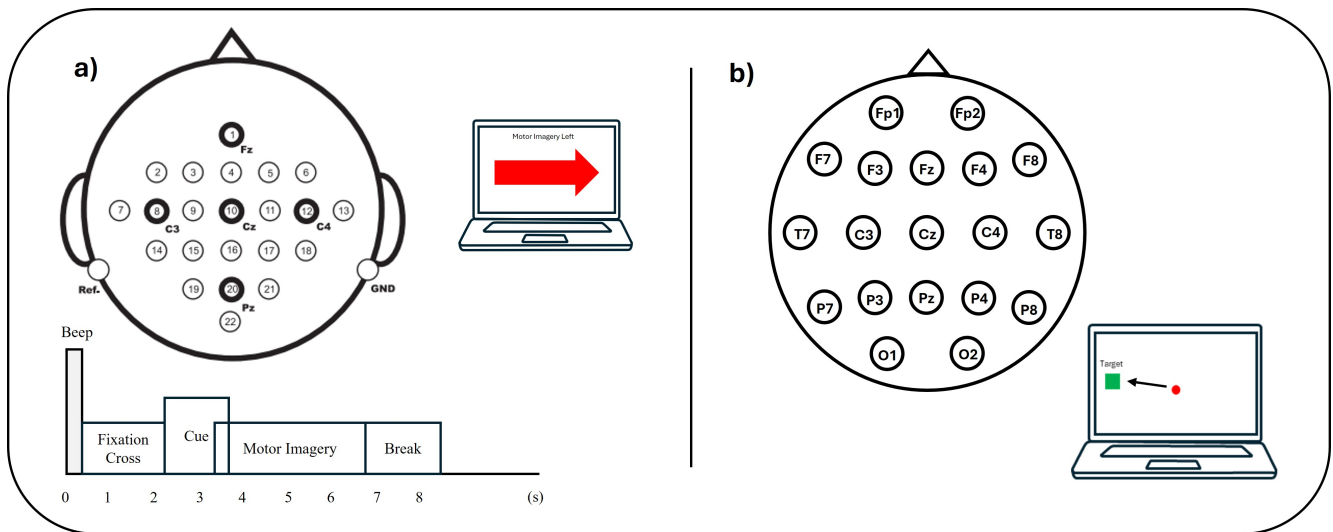 a)
1
Fz
2 3 4 5 6
7 8 9 10 11 12 13
C3 Cz C4
14 15 16 17 18
Ref-
GND
19 20 21
Pz
22
Motor Imagery Left
Beep
Fixation
Cross
Cue
Motor Imagery
Break
0 1 2 3 4 5 6 7 8 (s)
b)
Fp1 Fp2
F7 F3 Fz F4 F8
T7 C3 Cz C4 T8
P7 P3 Pz P4 P8
O1 O2
Target